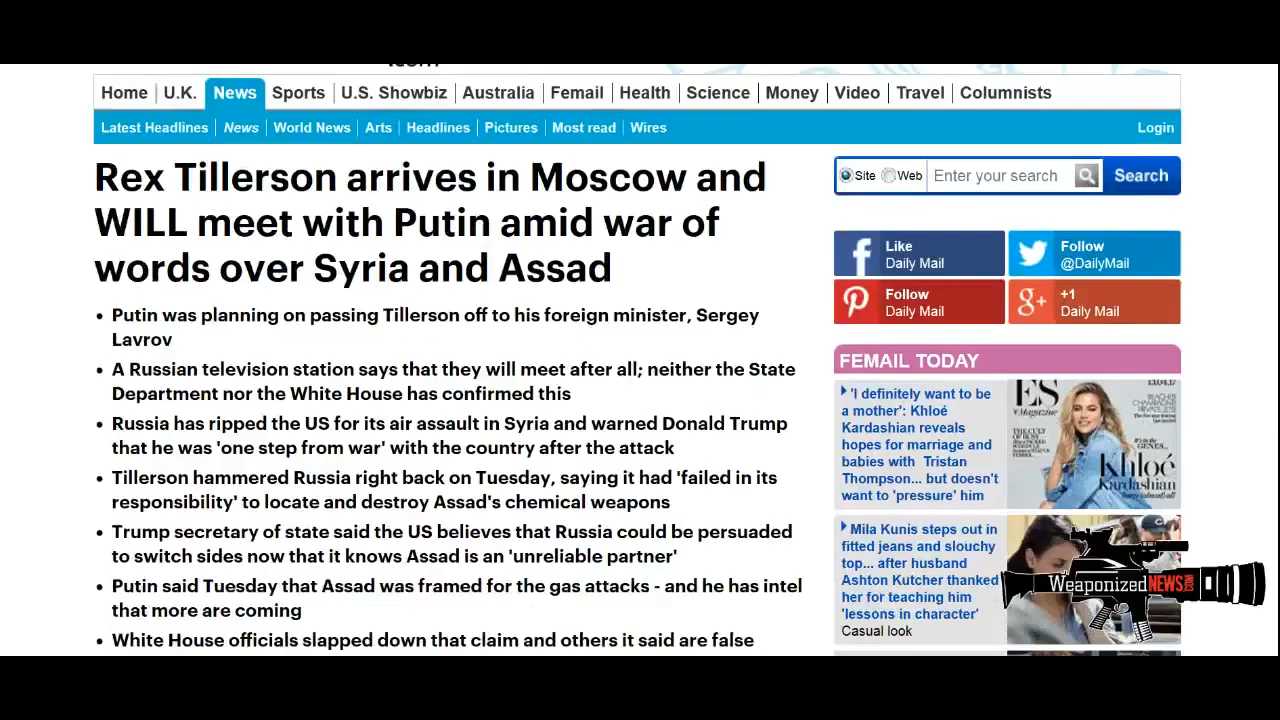 Home U.K. News Sports U.S. Showbiz Australia Femail Health Science Money Video Travel Columnists
Latest Headlines News World News Arts Headlines Pictures Most read Wires Login
Rex Tillerson arrives in Moscow and
WILL meet with Putin amid war of
words over Syria and Assad
• Putin was planning on passing Tillerson off to his foreign minister, Sergey
Lavrov
• A Russian television station says that they will meet after all; neither the State
Department nor the White House has confirmed this
• Russia has ripped the US for its air assault in Syria and warned Donald Trump
that he was 'one step from war' with the country after the attack
• Tillerson hammered Russia right back on Tuesday, saying it had 'failed in its
responsibility' to locate and destroy Assad's chemical weapons
• Trump secretary of state said the US believes that Russia could be persuaded
to switch sides now that it knows Assad is an 'unreliable partner'
• Putin said Tuesday that Assad was framed for the gas attacks - and he has intel
that more are coming
• White House officials slapped down that claim and others it said are false
Site Web Enter your search Search
Like
Daily Mail
Follow
@DailyMail
Follow
Daily Mail
+1
Daily Mail
FEMAIL TODAY
'I definitely want to be
a mother': Khloé
Kardashian reveals
hopes for marriage and
babies with Tristan
Thompson... but doesn't
want to 'pressure' him
ES
Magazine
Khloé
Kardashian
Mila Kunis steps out in
fitted jeans and slouchy
top... after husband
Ashton Kutcher thanked
her for teaching him
'lessons in character'
Casual look
WeaponizedNEWS